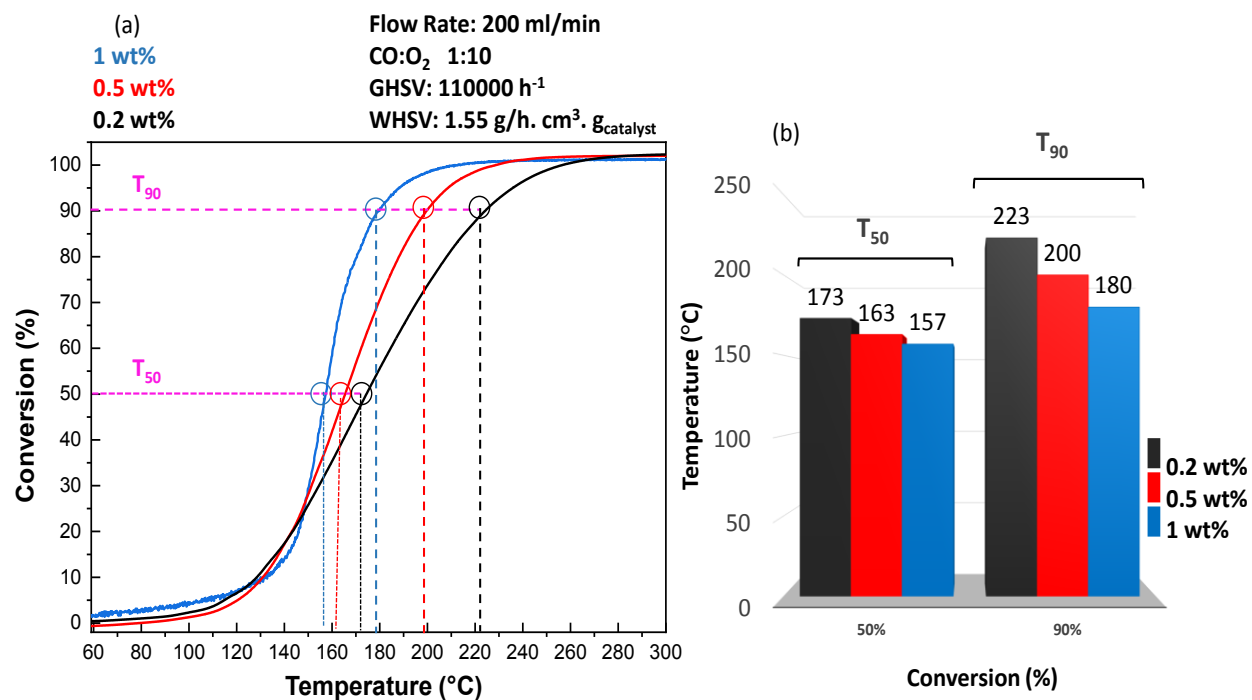 (a)
1 wt%
0.5 wt%
0.2 wt%
Flow Rate: 200 ml/min
CO:O₂ 1:10
GHSV: 110000 h⁻¹
WHSV: 1.55 g/h. cm³. g_catalyst
100
90
80
70
60
50
40
30
20
10
0
Conversion (%)
T₉₀
T₅₀
60 80 100 120 140 160 180 200 220 240 260 280 300
Temperature (°C)
(b)
T₉₀
T₅₀
250
200
150
100
50
0
Temperature (°C)
173 163 157
223 200 180
0.2 wt%
0.5 wt%
1 wt%
50% 90%
Conversion (%)